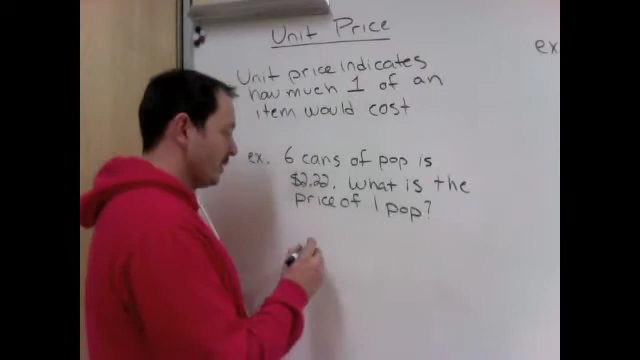 Unit Price
ex
Unit price indicates
how much 1 of an
item would cost
ex. 6 cans of pop is
$2.22. What is the
price of 1 pop?